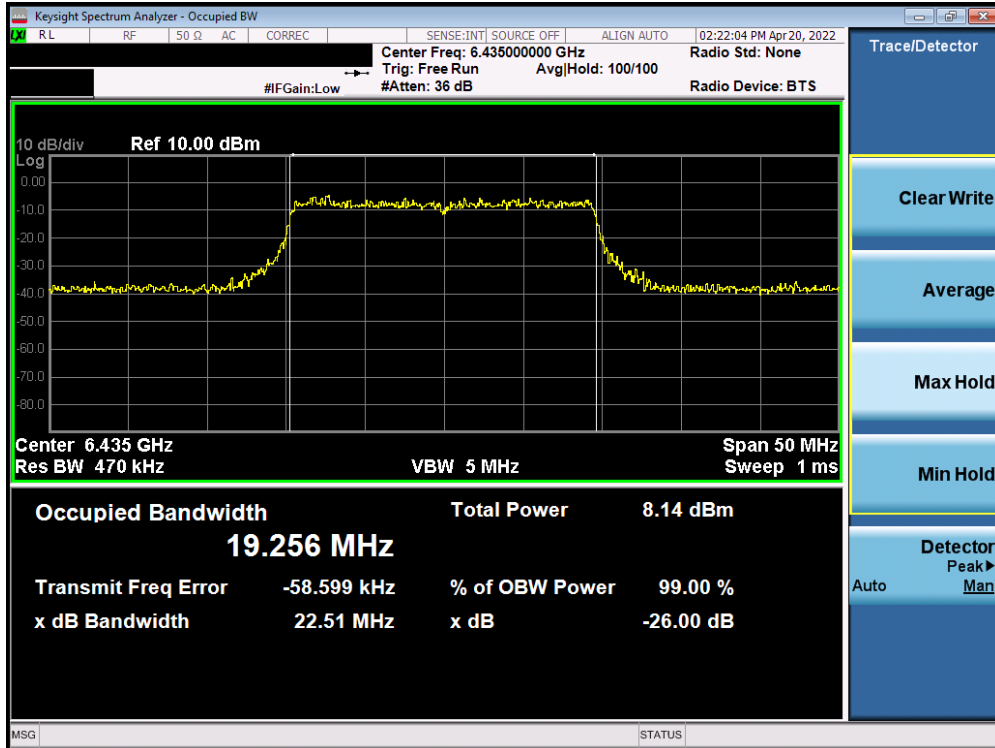 Keysight Spectrum Analyzer - Occupied BW
LXI RL RF 50 Ω AC CORREC SENSE:INT SOURCE OFF ALIGN AUTO 02:22:04 PM Apr 20, 2022
Center Freq: 6.435000000 GHz Radio Std: None
Trig: Free Run Avg|Hold: 100/100
#IFGain:Low #Atten: 36 dB Radio Device: BTS
Trace/Detector
10 dB/div Ref 10.00 dBm
Log
0.00
-10.0
-20.0
-30.0
-40.0
-50.0
-60.0
-70.0
-80.0
Center 6.435 GHz Span 50 MHz
Res BW 470 kHz VBW 5 MHz Sweep 1 ms
Occupied Bandwidth Total Power 8.14 dBm
19.256 MHz
Transmit Freq Error -58.599 kHz % of OBW Power 99.00 %
x dB Bandwidth 22.51 MHz x dB -26.00 dB
Clear Write
Average
Max Hold
Min Hold
Detector
Peak▶
Auto Man
MSG STATUS